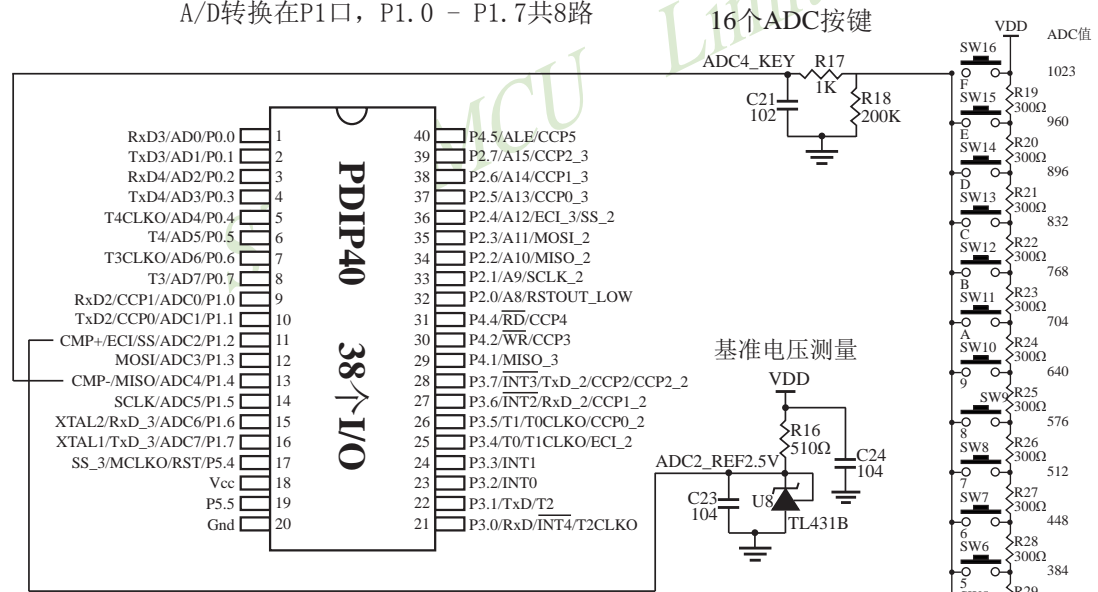 A/D转换在P1口，P1.0 - P1.7共8路
16个ADC按键
VDD
ADC值
ADC4_KEY
R17
1K
C21
102
R18
200K
SW16
F
1023
R19
300Ω
SW15
E
960
R20
300Ω
SW14
D
896
R21
300Ω
SW13
C
832
R22
300Ω
SW12
B
768
R23
300Ω
SW11
A
704
R24
300Ω
SW10
9
640
R25
300Ω
SW9
8
576
R26
300Ω
SW8
7
512
R27
300Ω
SW7
6
448
R28
300Ω
SW6
5
384
R29
PDIP40
38个I/O
RxD3/AD0/P0.0 1
TxD3/AD1/P0.1 2
RxD4/AD2/P0.2 3
TxD4/AD3/P0.3 4
T4CLKO/AD4/P0.4 5
T4/AD5/P0.5 6
T3CLKO/AD6/P0.6 7
T3/AD7/P0.7 8
RxD2/CCP1/ADC0/P1.0 9
TxD2/CCP0/ADC1/P1.1 10
CMP+/ECI/SS/ADC2/P1.2 11
MOSI/ADC3/P1.3 12
CMP-/MISO/ADC4/P1.4 13
SCLK/ADC5/P1.5 14
XTAL2/RxD_3/ADC6/P1.6 15
XTAL1/TxD_3/ADC7/P1.7 16
SS_3/MCLKO/RST/P5.4 17
Vcc 18
P5.5 19
Gnd 20
40 P4.5/ALE/CCP5
39 P2.7/A15/CCP2_3
38 P2.6/A14/CCP1_3
37 P2.5/A13/CCP0_3
36 P2.4/A12/ECI_3/SS_2
35 P2.3/A11/MOSI_2
34 P2.2/A10/MISO_2
33 P2.1/A9/SCLK_2
32 P2.0/A8/RSTOUT_LOW
31 P4.4/RD/CCP4
30 P4.2/WR/CCP3
29 P4.1/MISO_3
28 P3.7/INT3/TxD_2/CCP2/CCP2_2
27 P3.6/INT2/RxD_2/CCP1_2
26 P3.5/T1/T0CLKO/CCP0_2
25 P3.4/T0/T1CLKO/ECI_2
24 P3.3/INT1
23 P3.2/INT0
22 P3.1/TxD/T2
21 P3.0/RxD/INT4/T2CLKO
基准电压测量
VDD
R16
510Ω
ADC2_REF2.5V
C24
104
C23
104
U8
TL431B
MCU